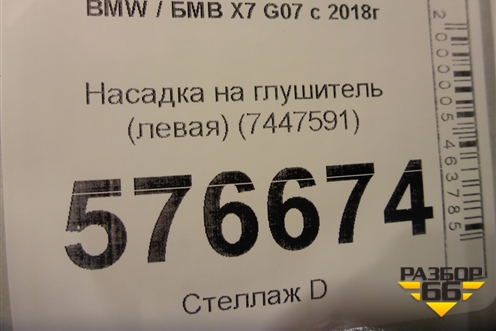 BMW / БМВ X7 G07 с 2018г
Насадка на глушитель
(левая) (7447591)
576674
Стеллаж D
2000005463785
РАЗБОР
66